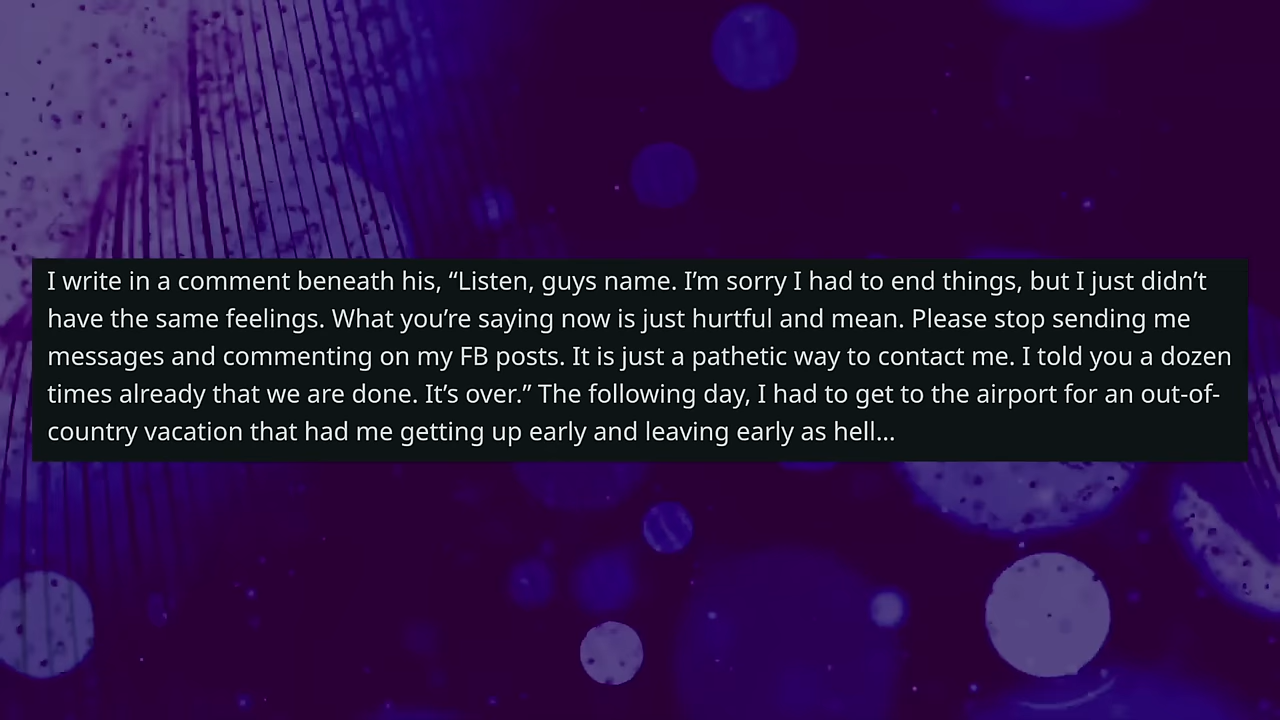 I write in a comment beneath his, “Listen, guys name. I’m sorry I had to end things, but I just didn’t
have the same feelings. What you’re saying now is just hurtful and mean. Please stop sending me
messages and commenting on my FB posts. It is just a pathetic way to contact me. I told you a dozen
times already that we are done. It’s over.” The following day, I had to get to the airport for an out-of-
country vacation that had me getting up early and leaving early as hell...